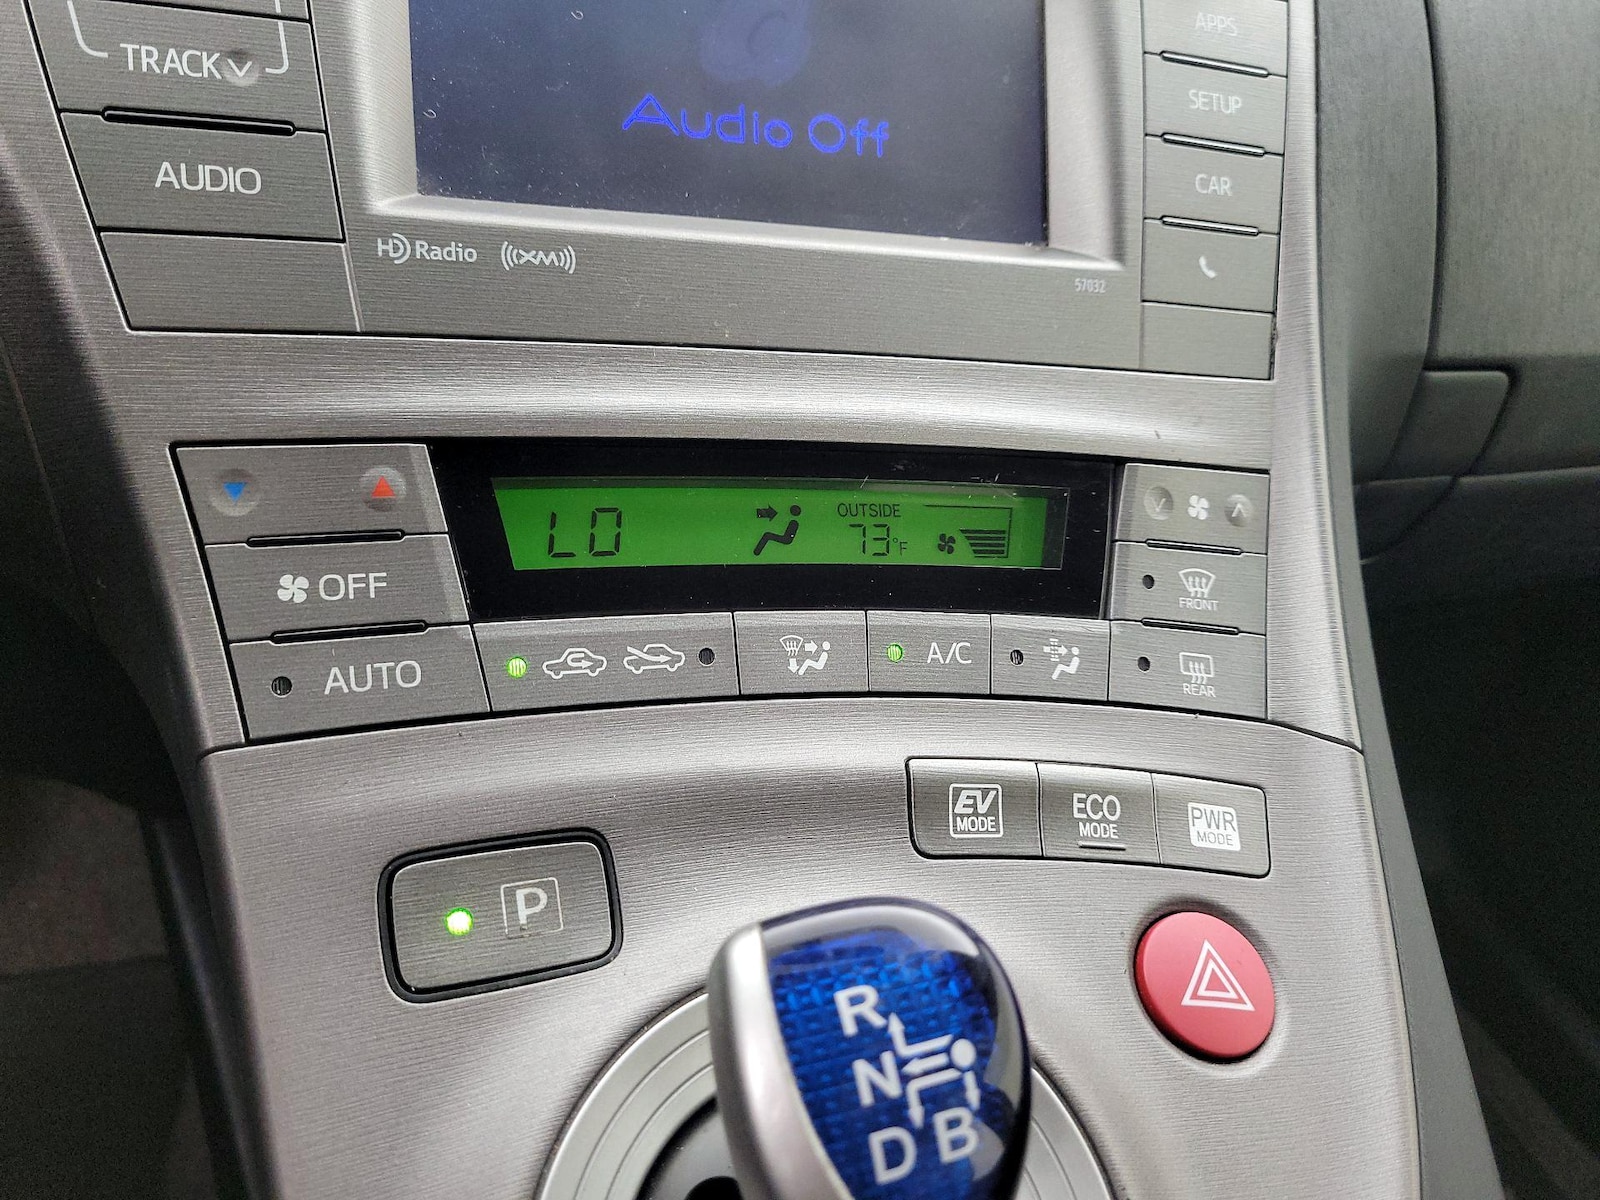 TRACK
AUDIO
Audio Off
APPS
SETUP
CAR
HD Radio
((XM))
57032
LO
OUTSIDE
73°F
OFF
AUTO
A/C
FRONT
REAR
EV
MODE
ECO
MODE
PWR
MODE
P
R
N
D B